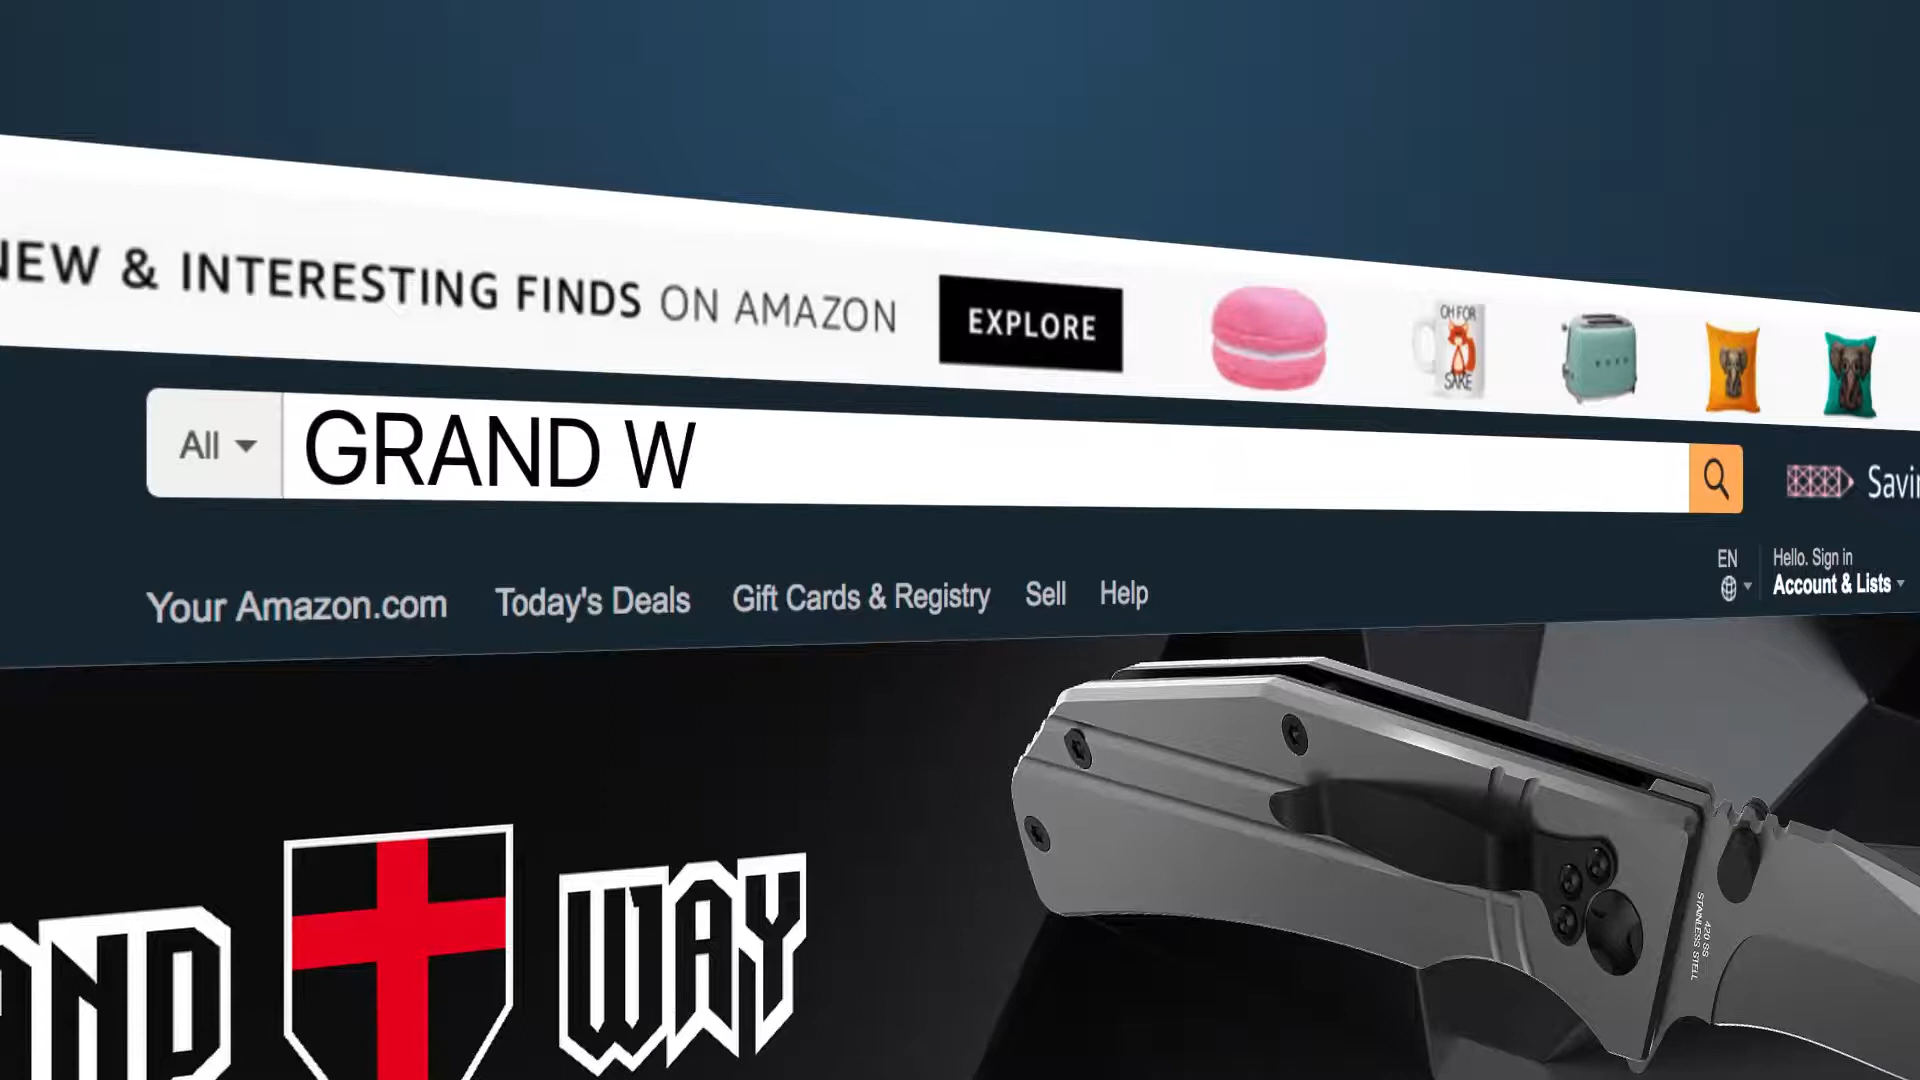 NEW & INTERESTING FINDS ON AMAZON
EXPLORE
OH FOR
SAKE
All
GRAND W
EN
Hello. Sign in
Account & Lists
Your Amazon.com
Today's Deals
Gift Cards & Registry
Sell
Help
WAY
420 SS
STAINLESS STELL